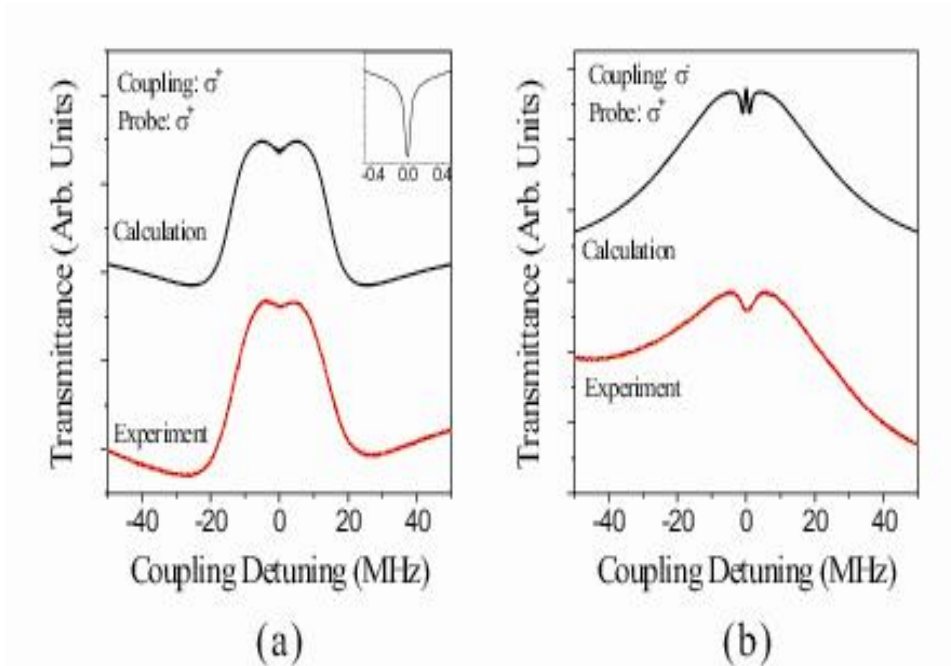 Transmittance (Arb. Units)
Coupling: σ⁺
Probe: σ⁺
-0.4 0.0 0.4
Calculation
Experiment
-40 -20 0 20 40
Coupling Detuning (MHz)
(a)
Transmittance (Arb. Units)
Coupling: σ⁻
Probe: σ⁺
Calculation
Experiment
-40 -20 0 20 40
Coupling Detuning (MHz)
(b)